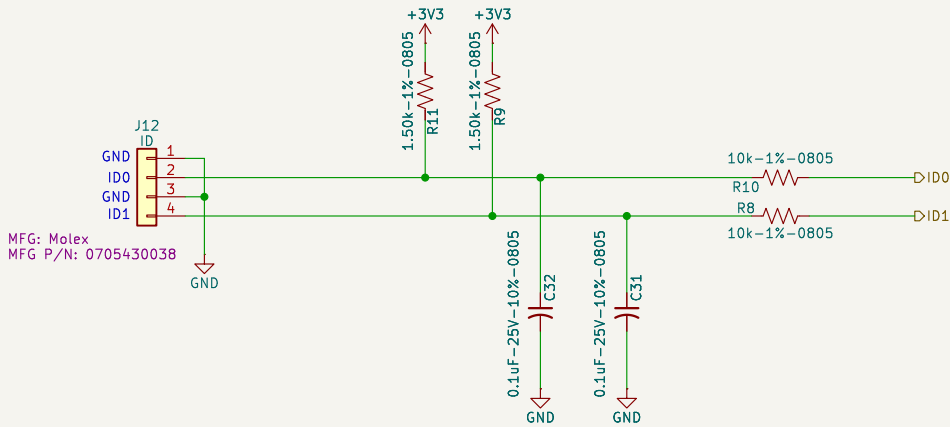 +3V3
+3V3
1.50k-1%-0805
R11
1.50k-1%-0805
R9
J12
ID
GND 1
ID0 2
GND 3
ID1 4
MFG: Molex
MFG P/N: 0705430038
GND
10k-1%-0805
R10
ID0
R8
10k-1%-0805
ID1
0.1uF-25V-10%-0805
C32
GND
0.1uF-25V-10%-0805
C31
GND